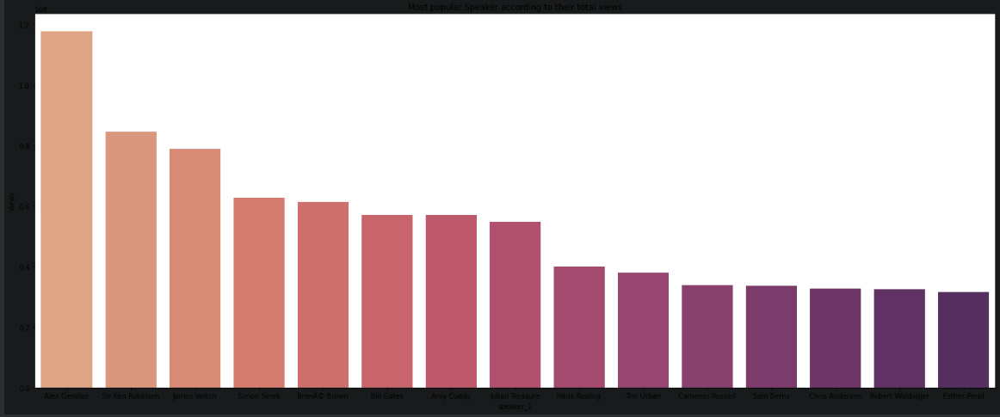 Most popular Speaker according to their total views
1e8
1.2
1.0
0.8
0.6
0.4
0.2
0.0
views
Alex Gendler
Sir Ken Robinson
James Veitch
Simon Sinek
BrenÃ© Brown
Bill Gates
Amy Cuddy
Julian Treasure
Hans Rosling
Tim Urban
Cameron Russell
Sam Berns
Chris Anderson
Robert Waldinger
Esther Perel
speaker_1